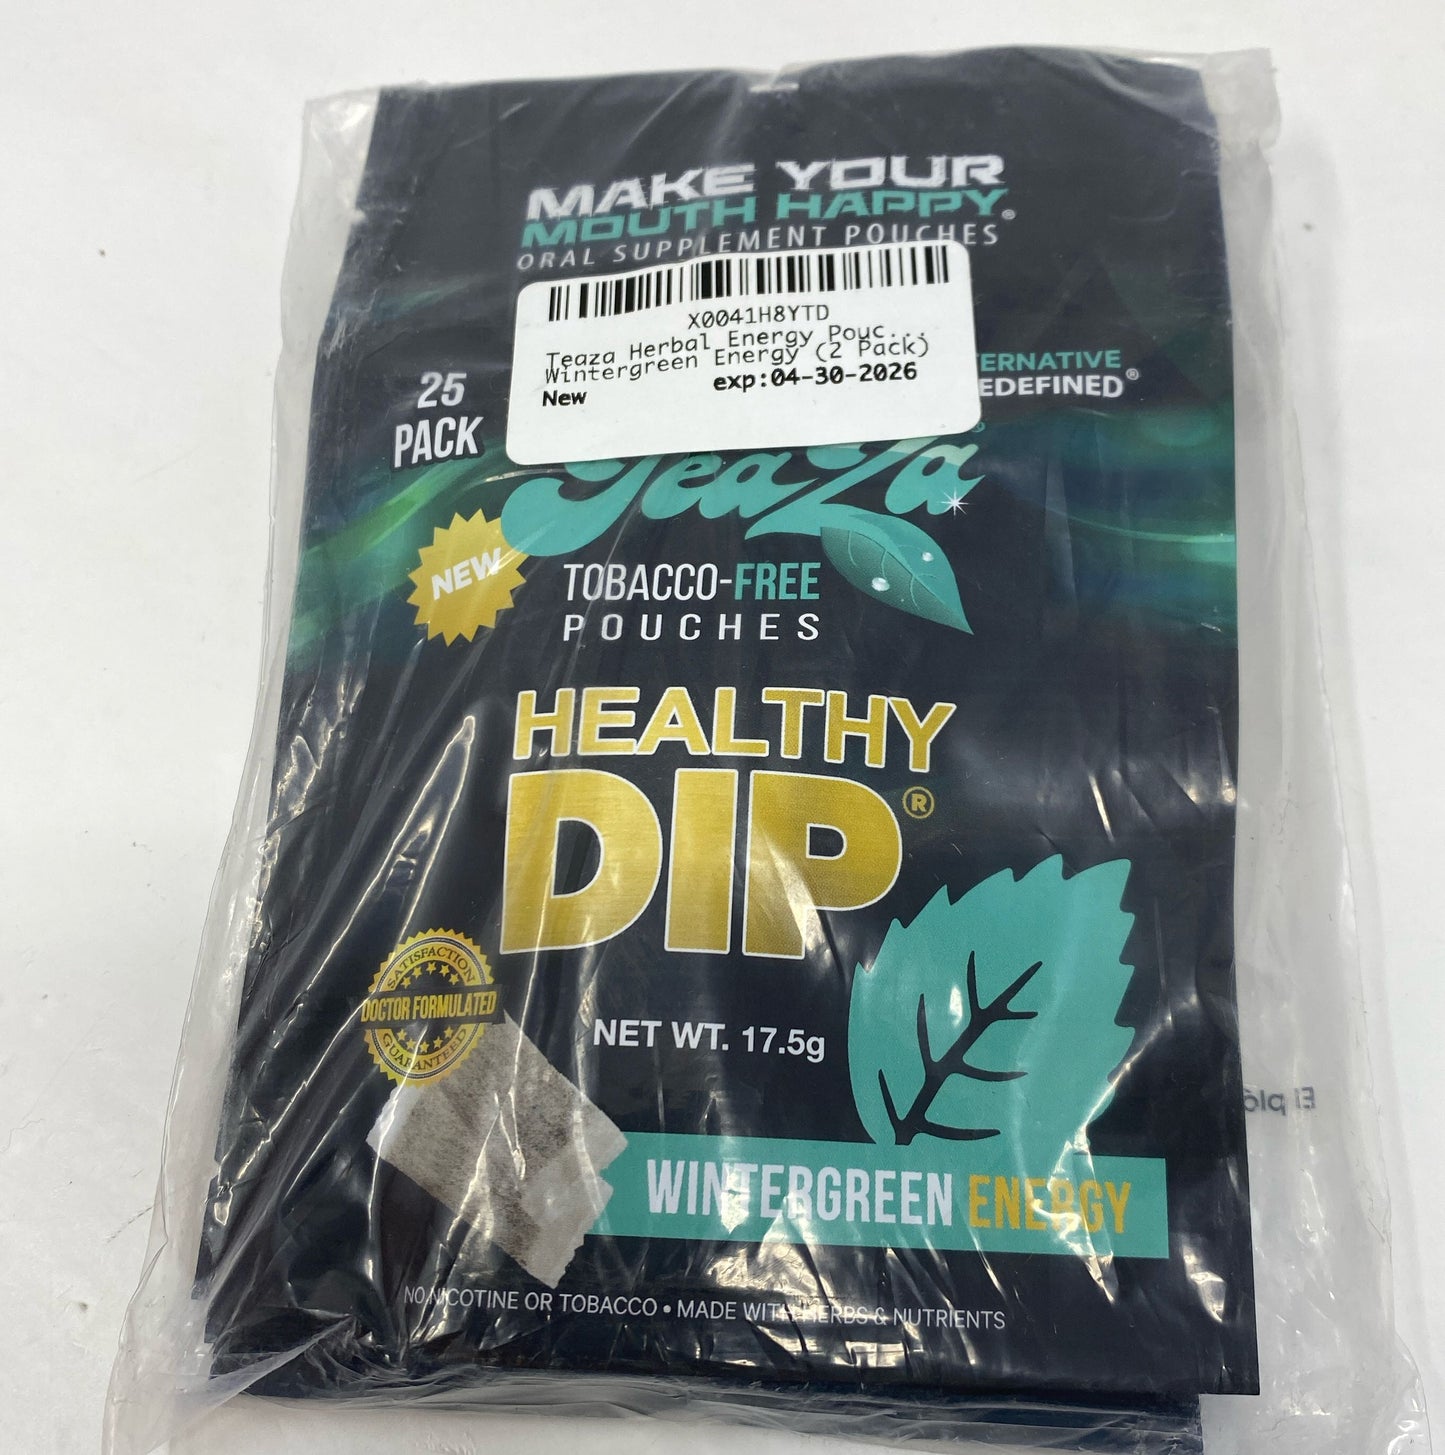 MAKE YOUR
MOUTH HAPPY®
ORAL SUPPLEMENT POUCHES
X0041H8YTD
Teaza Herbal Energy Pouc...
Wintergreen Energy (2 Pack)
New exp:04-30-2026
ERNATIVE
EDEFINED®
25
PACK
TeaZa®
NEW
TOBACCO-FREE
POUCHES
HEALTHY
DIP®
SATISFACTION
DOCTOR FORMULATED
GUARANTEED
NET WT. 17.5g
WINTERGREEN ENERGY
NO NICOTINE OR TOBACCO • MADE WITH HERBS & NUTRIENTS